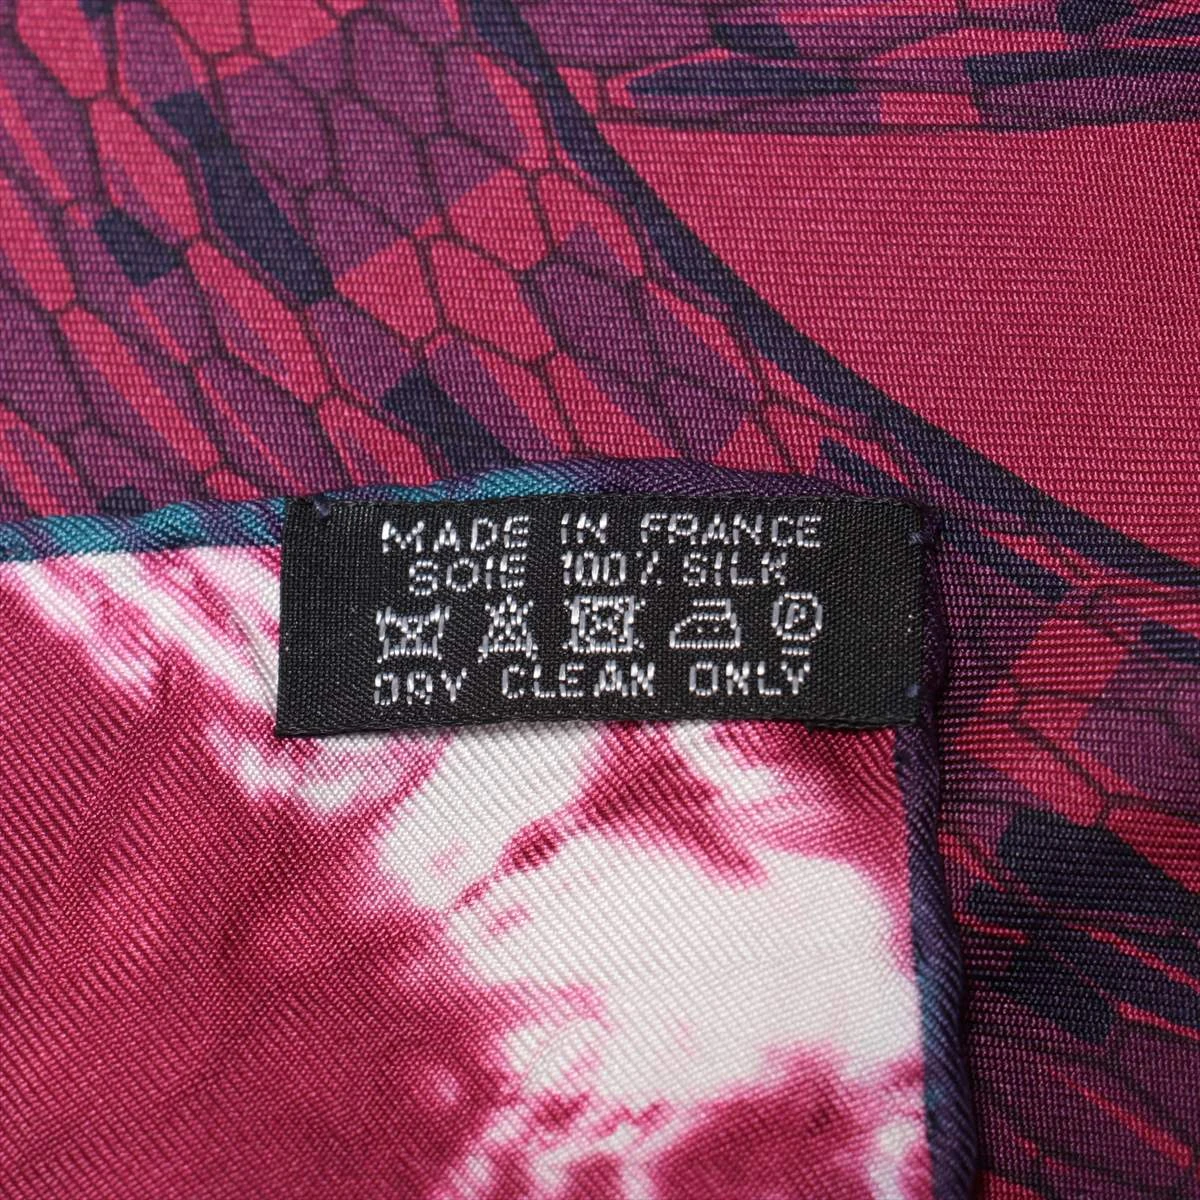 MADE IN FRANCE
SOIE 100% SILK
P
DRY CLEAN ONLY